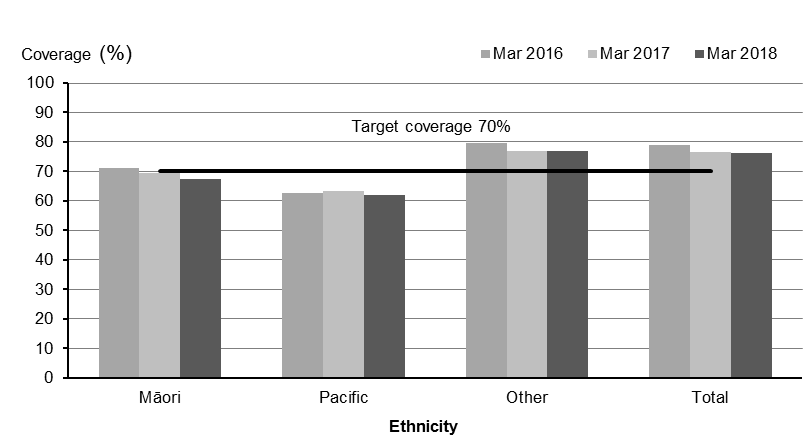 Coverage (%)
Mar 2016 Mar 2017 Mar 2018
100
90
80
70
60
50
40
30
20
10
0
Target coverage 70%
Māori Pacific Other Total
Ethnicity